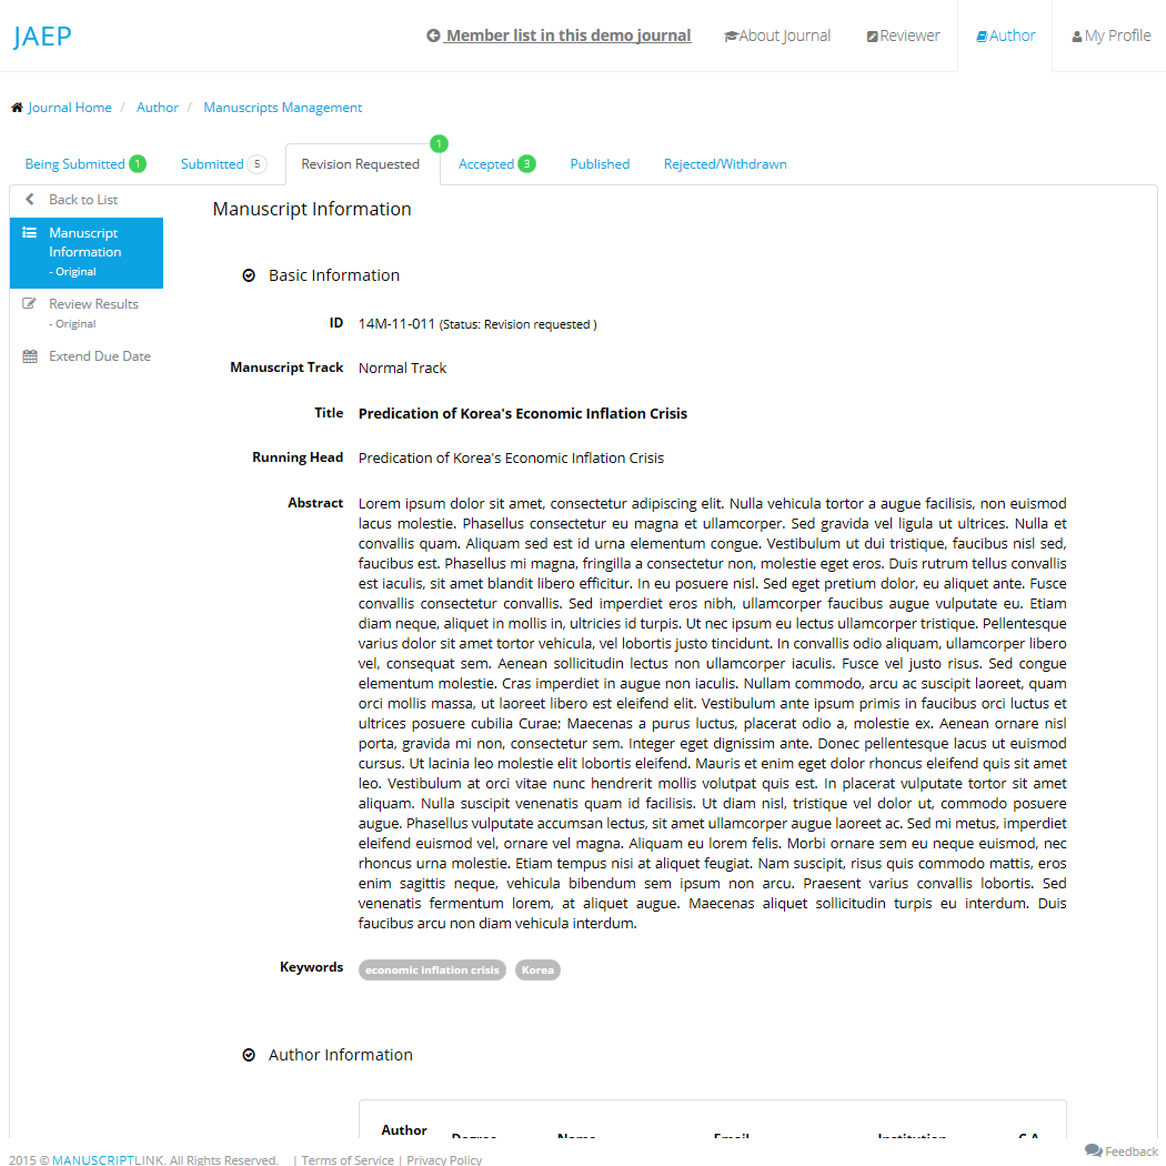 JAEP
Member list in this demo journal
About Journal
Reviewer
Author
My Profile
Journal Home / Author / Manuscripts Management
1
Being Submitted 1
Submitted 5
Revision Requested
Accepted 3
Published
Rejected/Withdrawn
Back to List
Manuscript
Information
- Original
Review Results
- Original
Extend Due Date
Manuscript Information
Basic Information
ID 14M-11-011 (Status: Revision requested )
Manuscript Track Normal Track
Title Predication of Korea's Economic Inflation Crisis
Running Head Predication of Korea's Economic Inflation Crisis
Abstract Lorem ipsum dolor sit amet, consectetur adipiscing elit. Nulla vehicula tortor a augue facilisis, non euismod
lacus molestie. Phasellus consectetur eu magna et ullamcorper. Sed gravida vel ligula ut ultrices. Nulla et
convallis quam. Aliquam sed est id urna elementum congue. Vestibulum ut dui tristique, faucibus nisl sed,
faucibus est. Phasellus mi magna, fringilla a consectetur non, molestie eget eros. Duis rutrum tellus convallis
est iaculis, sit amet blandit libero efficitur. In eu posuere nisl. Sed eget pretium dolor, eu aliquet ante. Fusce
convallis consectetur convallis. Sed imperdiet eros nibh, ullamcorper faucibus augue vulputate eu. Etiam
diam neque, aliquet in mollis in, ultricies id turpis. Ut nec ipsum eu lectus ullamcorper tristique. Pellentesque
varius dolor sit amet tortor vehicula, vel lobortis justo tincidunt. In convallis odio aliquam, ullamcorper libero
vel, consequat sem. Aenean sollicitudin lectus non ullamcorper iaculis. Fusce vel justo risus. Sed congue
elementum molestie. Cras imperdiet in augue non iaculis. Nullam commodo, arcu ac suscipit laoreet, quam
orci mollis massa, ut laoreet libero est eleifend elit. Vestibulum ante ipsum primis in faucibus orci luctus et
ultrices posuere cubilia Curae; Maecenas a purus luctus, placerat odio a, molestie ex. Aenean ornare nisl
porta, gravida mi non, consectetur sem. Integer eget dignissim ante. Donec pellentesque lacus ut euismod
cursus. Ut lacinia leo molestie elit lobortis eleifend. Mauris et enim eget dolor rhoncus eleifend quis sit amet
leo. Vestibulum at orci vitae nunc hendrerit mollis volutpat quis est. In placerat vulputate tortor sit amet
aliquam. Nulla suscipit venenatis quam id facilisis. Ut diam nisl, tristique vel dolor ut, commodo posuere
augue. Phasellus vulputate accumsan lectus, sit amet ullamcorper augue laoreet ac. Sed mi metus, imperdiet
eleifend euismod vel, ornare vel magna. Aliquam eu lorem felis. Morbi ornare sem eu neque euismod, nec
rhoncus urna molestie. Etiam tempus nisi at aliquet feugiat. Nam suscipit, risus quis commodo mattis, eros
enim sagittis neque, vehicula bibendum sem ipsum non arcu. Praesent varius convallis lobortis. Sed
venenatis fermentum lorem, at aliquet augue. Maecenas aliquet sollicitudin turpis eu interdum. Duis
faucibus arcu non diam vehicula interdum.
Keywords economic inflation crisis Korea
Author Information
Author
Degree Name Email Institution C.A.
Feedback
2015 © MANUSCRIPTLINK. All Rights Reserved. | Terms of Service | Privacy Policy